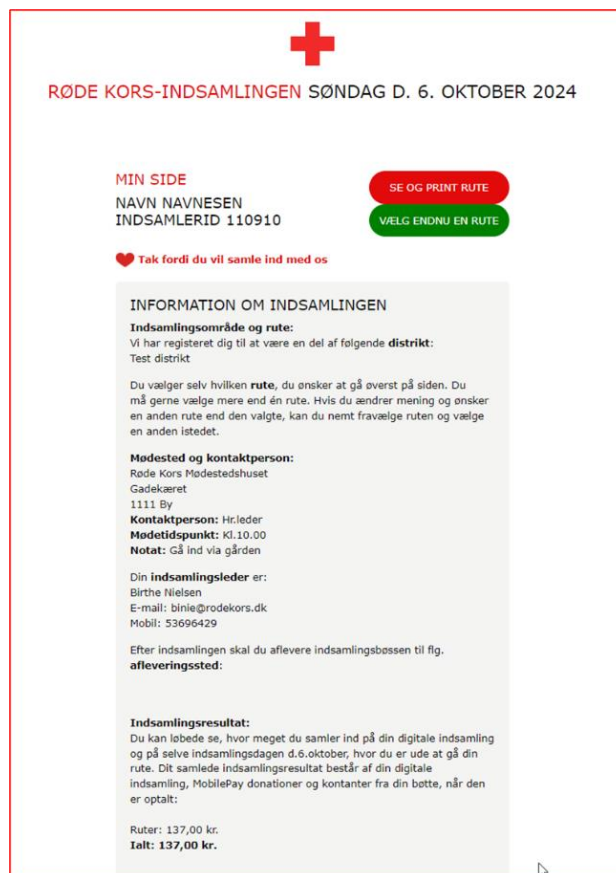 RØDE KORS-INDSAMLINGEN SØNDAG D. 6. OKTOBER 2024
MIN SIDE
NAVN NAVNESEN
INDSAMLERID 110910
SE OG PRINT RUTE
VÆLG ENDNU EN RUTE
Tak fordi du vil samle ind med os
INFORMATION OM INDSAMLINGEN
Indsamlingsområde og rute:
Vi har registeret dig til at være en del af følgende distrikt:
Test distrikt
Du vælger selv hvilken rute, du ønsker at gå øverst på siden. Du
må gerne vælge mere end én rute. Hvis du ændrer mening og ønsker
en anden rute end den valgte, kan du nemt fravælge ruten og vælge
en anden istedet.
Mødested og kontaktperson:
Røde Kors Mødestedshuset
Gadekæret
1111 By
Kontaktperson: Hr.leder
Mødetidspunkt: Kl.10.00
Notat: Gå ind via gården
Din indsamlingsleder er:
Birthe Nielsen
E-mail: binie@rodekors.dk
Mobil: 53696429
Efter indsamlingen skal du aflevere indsamlingsbøssen til flg.
afleveringssted:
Indsamlingsresultat:
Du kan løbede se, hvor meget du samler ind på din digitale indsamling
og på selve indsamlingsdagen d.6.oktober, hvor du er ude at gå din
rute. Dit samlede indsamlingsresultat består af din digitale
indsamling, MobilePay donationer og kontanter fra din bøtte, når den
er optalt:
Ruter: 137,00 kr.
Ialt: 137,00 kr.